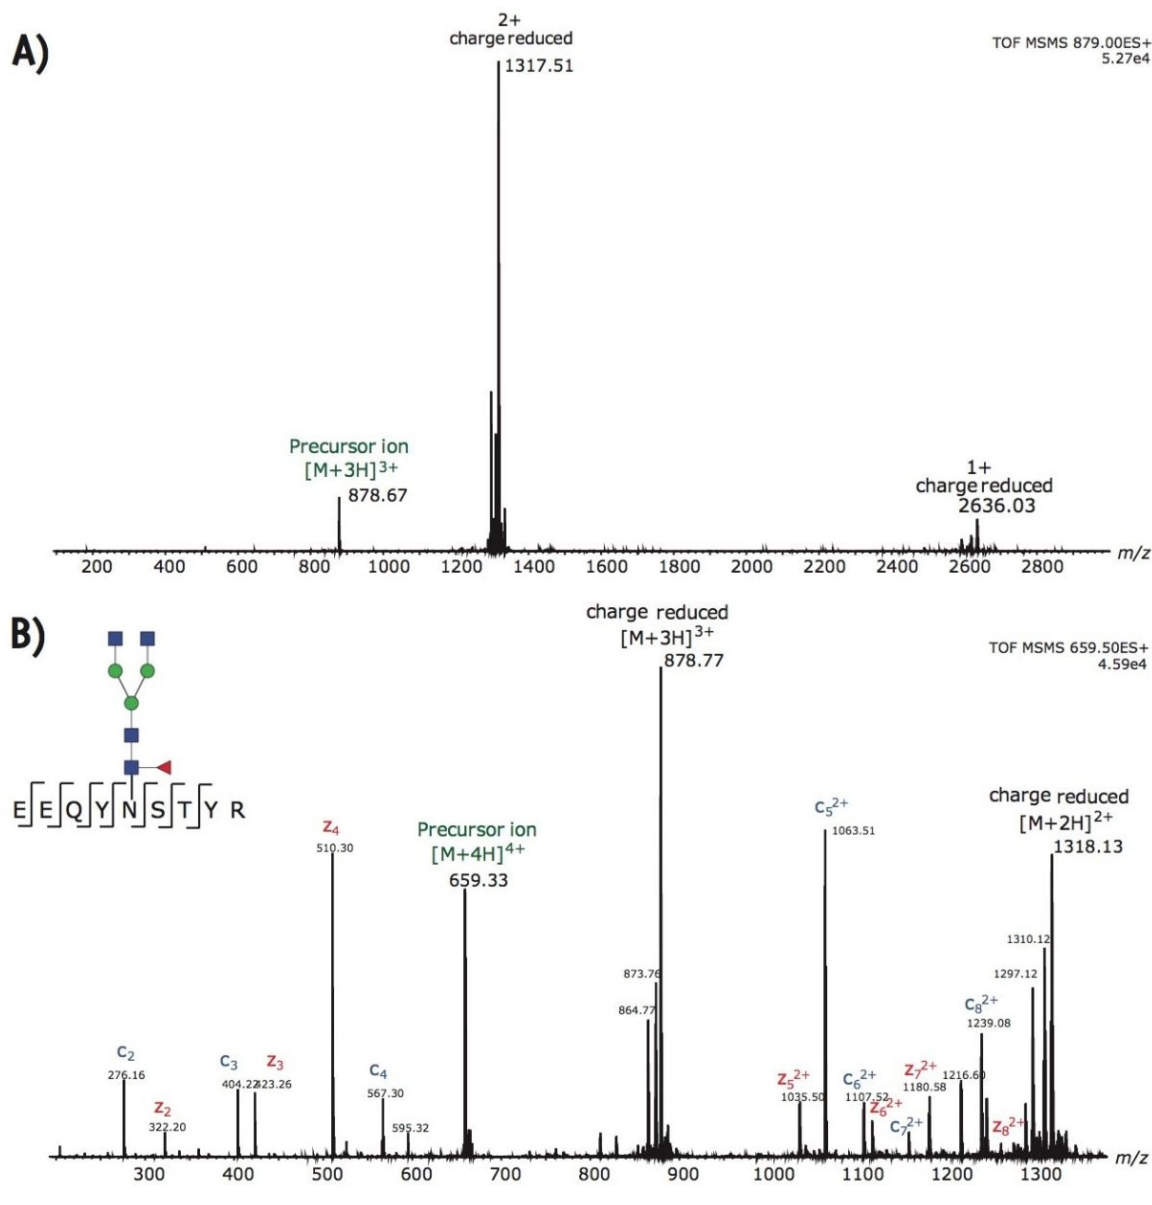 A)
2+
charge reduced
1317.51
TOF MSMS 879.00ES+
5.27e4
Precursor ion
[M+3H]3+
878.67
1+
charge reduced
2636.03
200 400 600 800 1000 1200 1400 1600 1800 2000 2200 2400 2600 2800 m/z
B)
charge reduced
[M+3H]3+
878.77
TOF MSMS 659.50ES+
4.59e4
E E Q Y N S T Y R
z4
510.30
Precursor ion
[M+4H]4+
659.33
c5 2+
1063.51
charge reduced
[M+2H]2+
1318.13
873.76
864.77
1310.12
1297.12
c8 2+
1239.08
c2
276.16
z2
322.20
c3
404.22
z3
423.26
c4
567.30
595.32
z5 2+
1035.50
c6 2+
1107.52
z6 2+
c7 2+
z7 2+
1180.58
1216.60
z8 2+
300 400 500 600 700 800 900 1000 1100 1200 1300 m/z